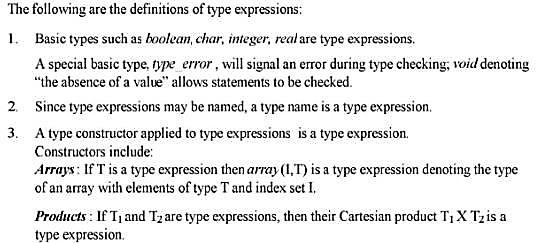 The following are the definitions of type expressions:
1. Basic types such as boolean, char, integer, real are type expressions.
A special basic type, type_error , will signal an error during type checking; void denoting
“the absence of a value” allows statements to be checked.
2. Since type expressions may be named, a type name is a type expression.
3. A type constructor applied to type expressions is a type expression.
Constructors include:
Arrays : If T is a type expression then array (I,T) is a type expression denoting the type
of an array with elements of type T and index set I.
Products : If T1 and T2 are type expressions, then their Cartesian product T1 X T2 is a
type expression.